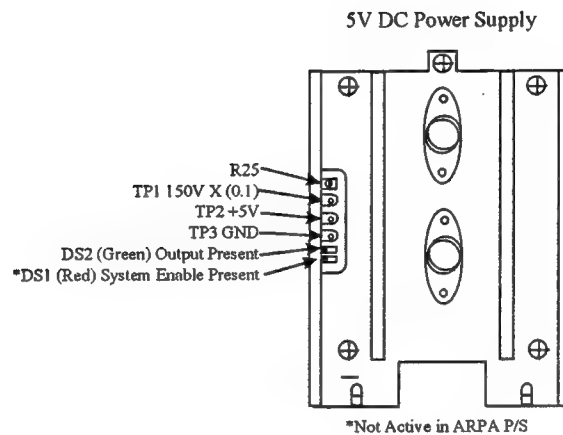 5V DC Power Supply
R25
TP1 150V X (0.1)
TP2 +5V
TP3 GND
DS2 (Green) Output Present
*DS1 (Red) System Enable Present
*Not Active in ARPA P/S